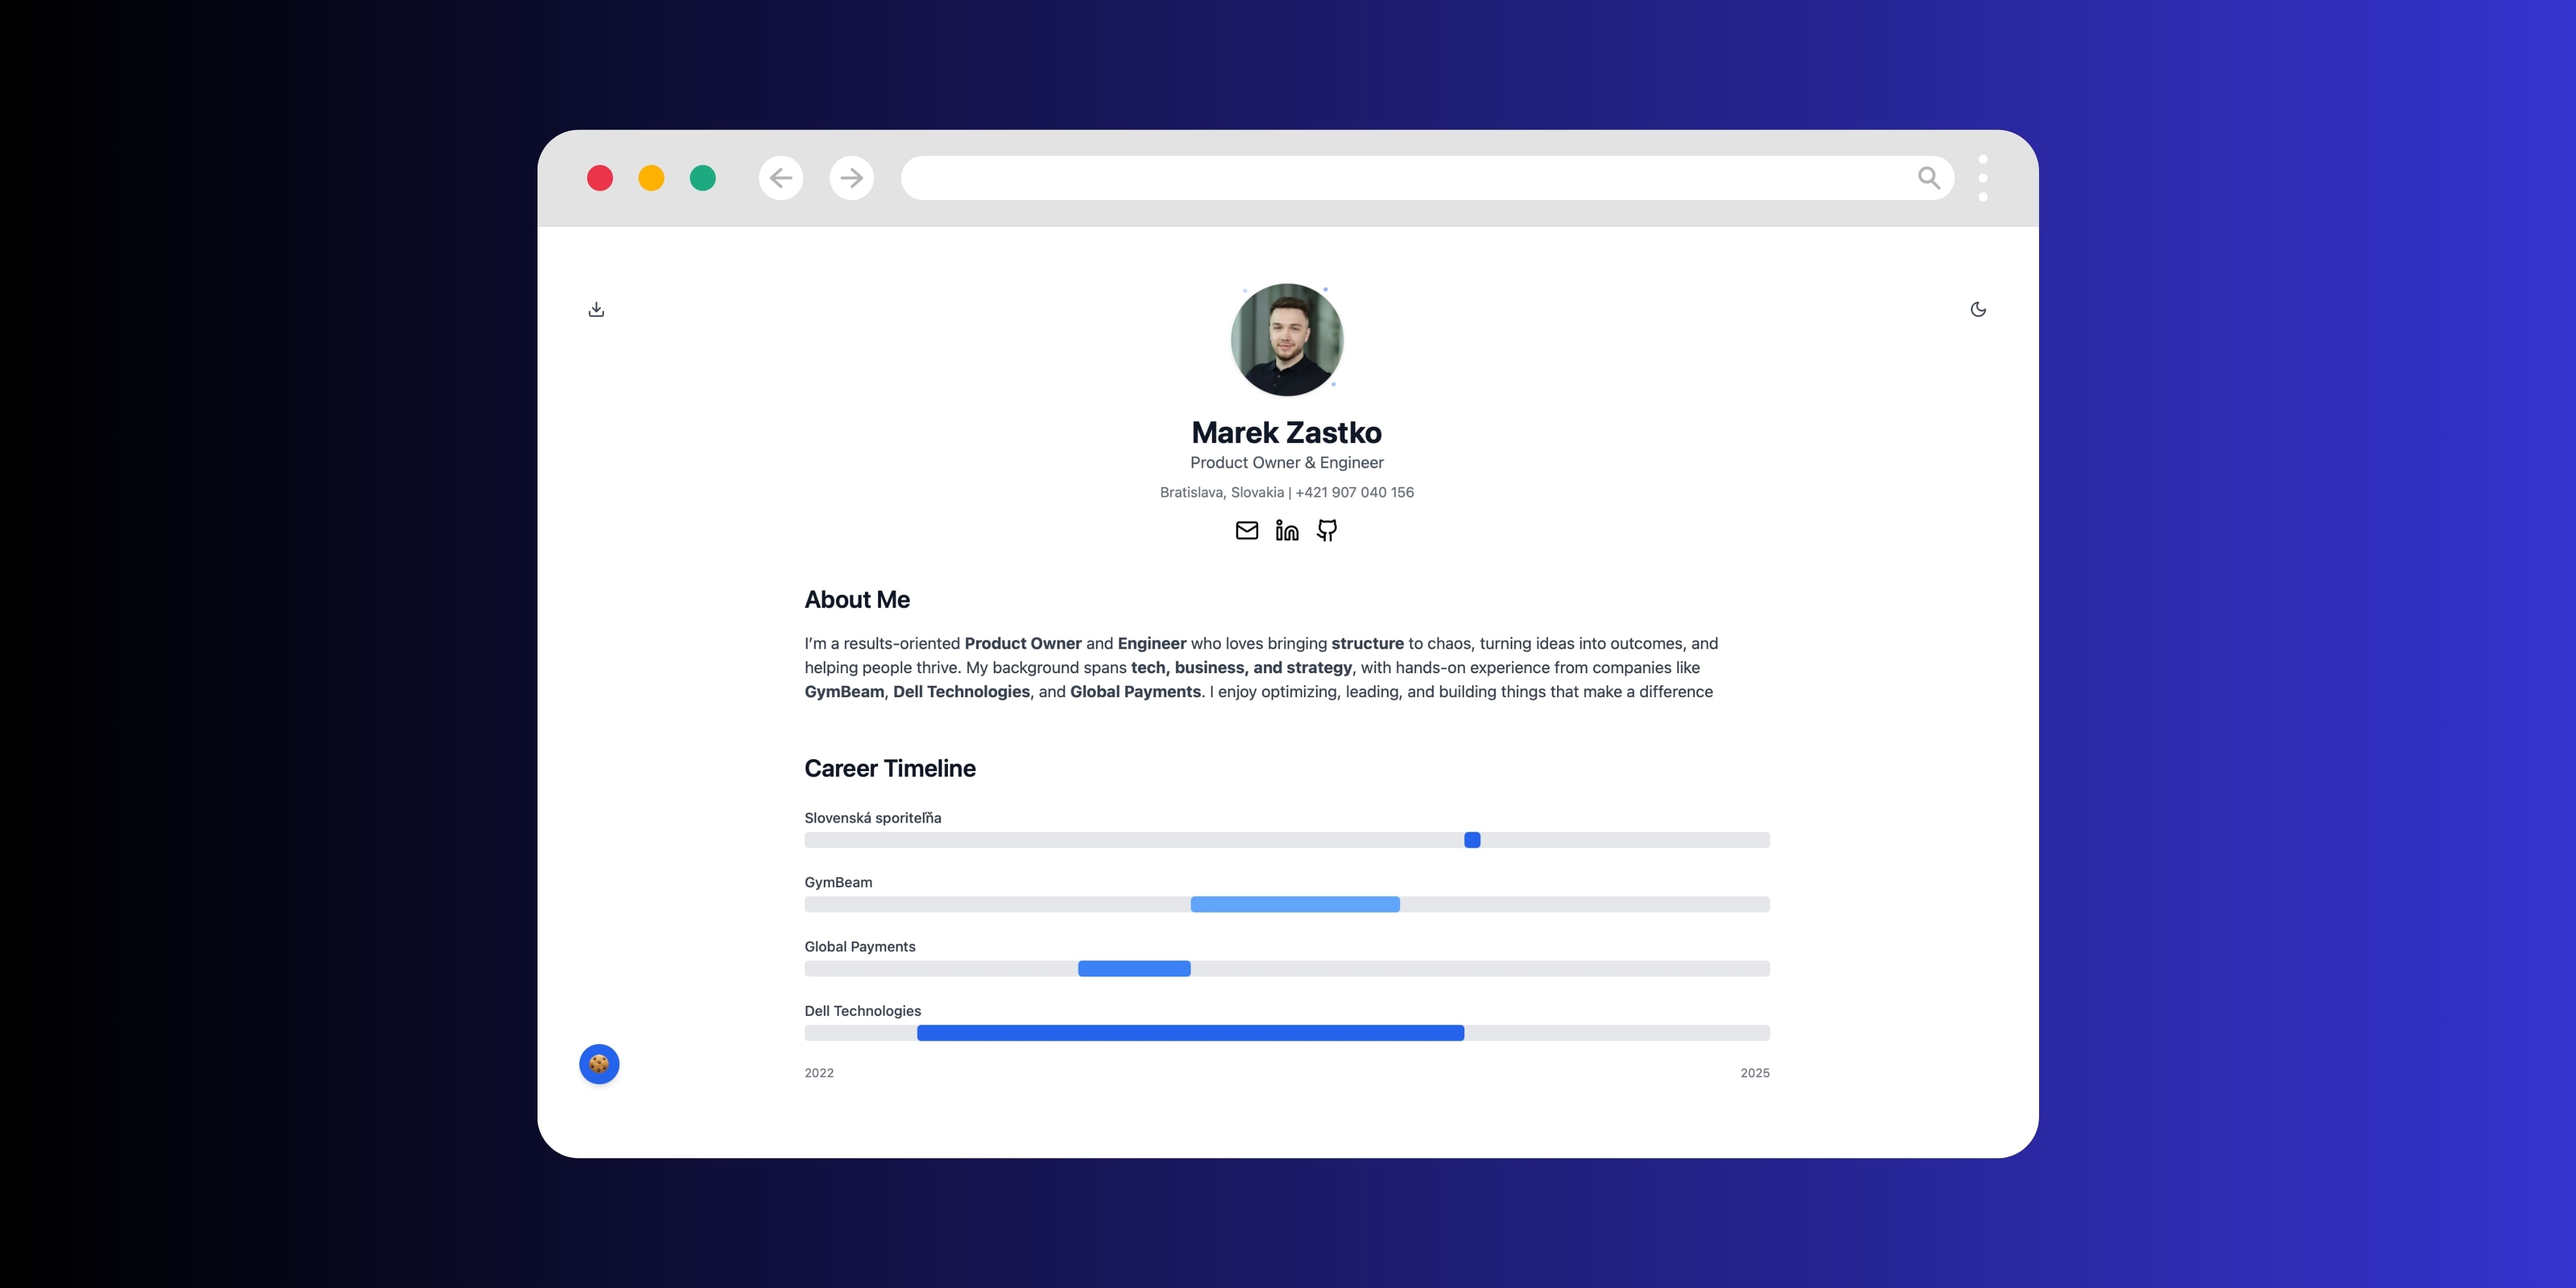 Marek Zastko
Product Owner & Engineer
Bratislava, Slovakia | +421 907 040 156
About Me
I'm a results-oriented Product Owner and Engineer who loves bringing structure to chaos, turning ideas into outcomes, and
helping people thrive. My background spans tech, business, and strategy, with hands-on experience from companies like
GymBeam, Dell Technologies, and Global Payments. I enjoy optimizing, leading, and building things that make a difference
Career Timeline
Slovenská sporiteľňa
GymBeam
Global Payments
Dell Technologies
2022 2025